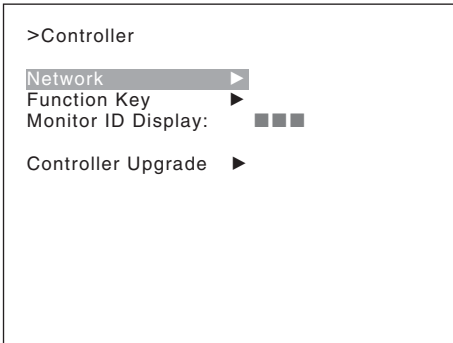 >Controller
Network ►
Function Key ►
Monitor ID Display: ■■■
Controller Upgrade ►